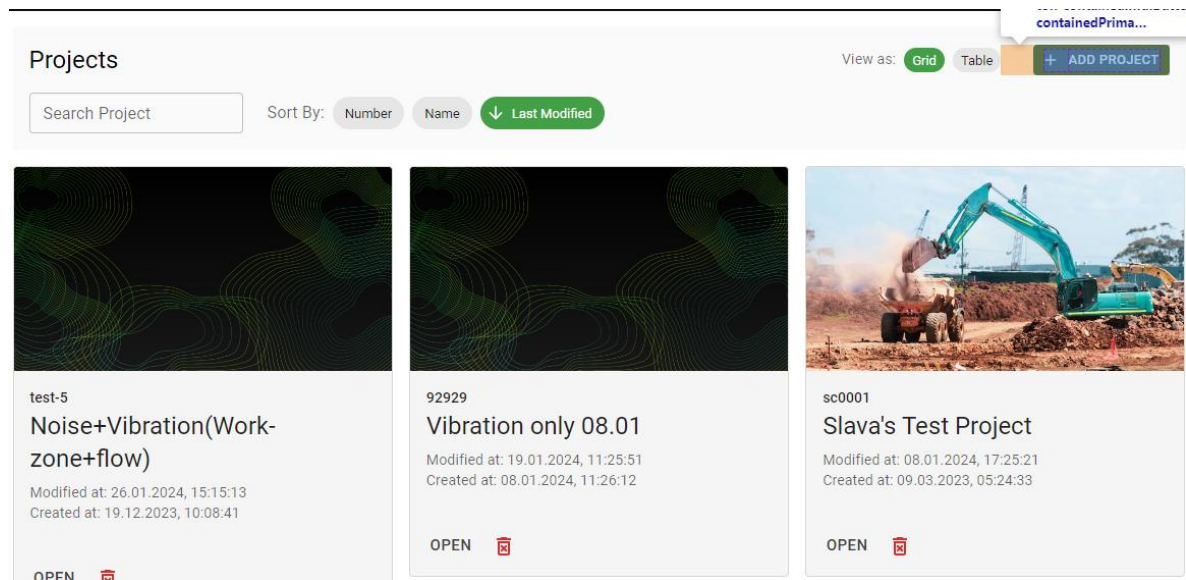 containedPrima...
Projects
View as: Grid Table + ADD PROJECT
Search Project
Sort By: Number Name Last Modified
test-5
Noise+Vibration(Work-
zone+flow)
Modified at: 26.01.2024, 15:15:13
Created at: 19.12.2023, 10:08:41
OPEN
92929
Vibration only 08.01
Modified at: 19.01.2024, 11:25:51
Created at: 08.01.2024, 11:26:12
OPEN
sc0001
Slava's Test Project
Modified at: 08.01.2024, 17:25:21
Created at: 09.03.2023, 05:24:33
OPEN